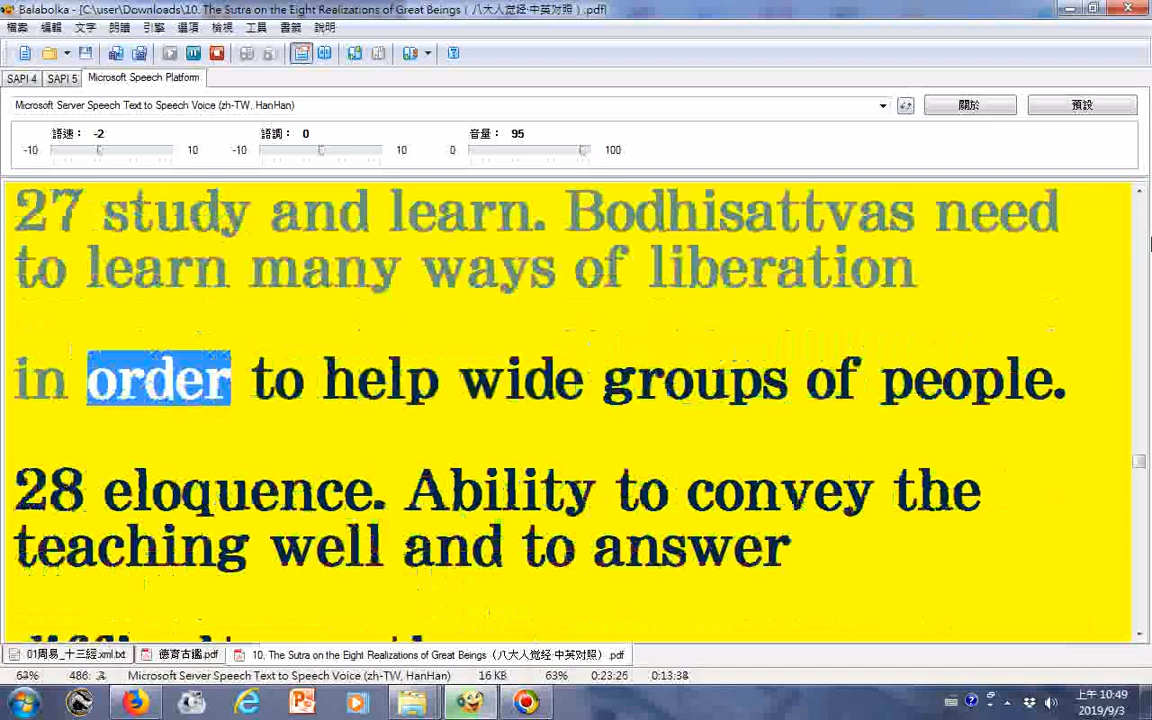 Balabolka - [C:\user\Downloads\10. The Sutra on the Eight Realizations of Great Beings（八大人觉经·中英对照）.pdf]
檔案 編輯 文字 朗讀 引擎 選項 檢視 工具 書籤 說明
SAPI 4 SAPI 5 Microsoft Speech Platform
Microsoft Server Speech Text to Speech Voice (zh-TW, HanHan) 關於 預設
語速： -2 語調： 0 音量： 95
-10 10 -10 10 0 100
27 study and learn. Bodhisattvas need
to learn many ways of liberation
in order to help wide groups of people.
28 eloquence. Ability to convey the
teaching well and to answer
01周易_十三經.xml.txt 德育古鑑.pdf 10. The Sutra on the Eight Realizations of Great Beings（八大人觉经·中英对照）.pdf
486: Microsoft Server Speech Text to Speech Voice (zh-TW, HanHan) 16 KB 63% 0:23:26 0:13:38
上午 10:49
2019/9/3